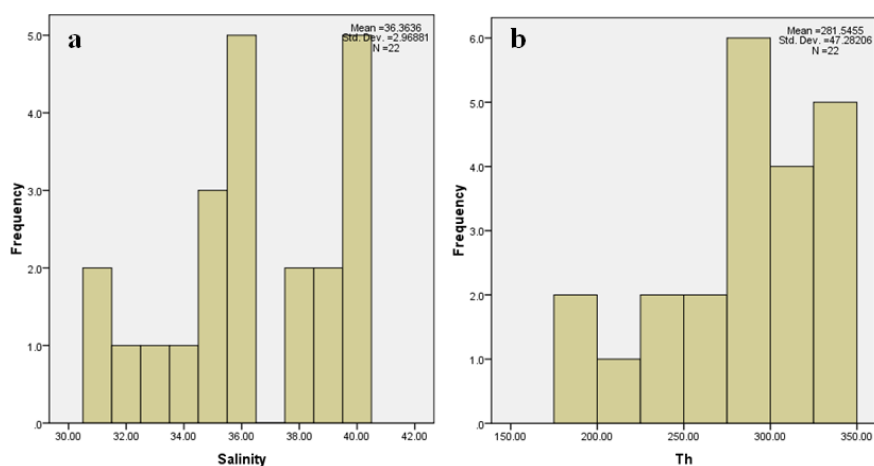 a
Mean =36.3636
Std. Dev. =2.96881
N =22
5.0
4.0
3.0
2.0
1.0
.0
Frequency
30.00 32.00 34.00 36.00 38.00 40.00 42.00
Salinity
b
Mean =281.5455
Std. Dev. =47.28206
N =22
6.0
5.0
4.0
3.0
2.0
1.0
.0
Frequency
150.00 200.00 250.00 300.00 350.00
Th